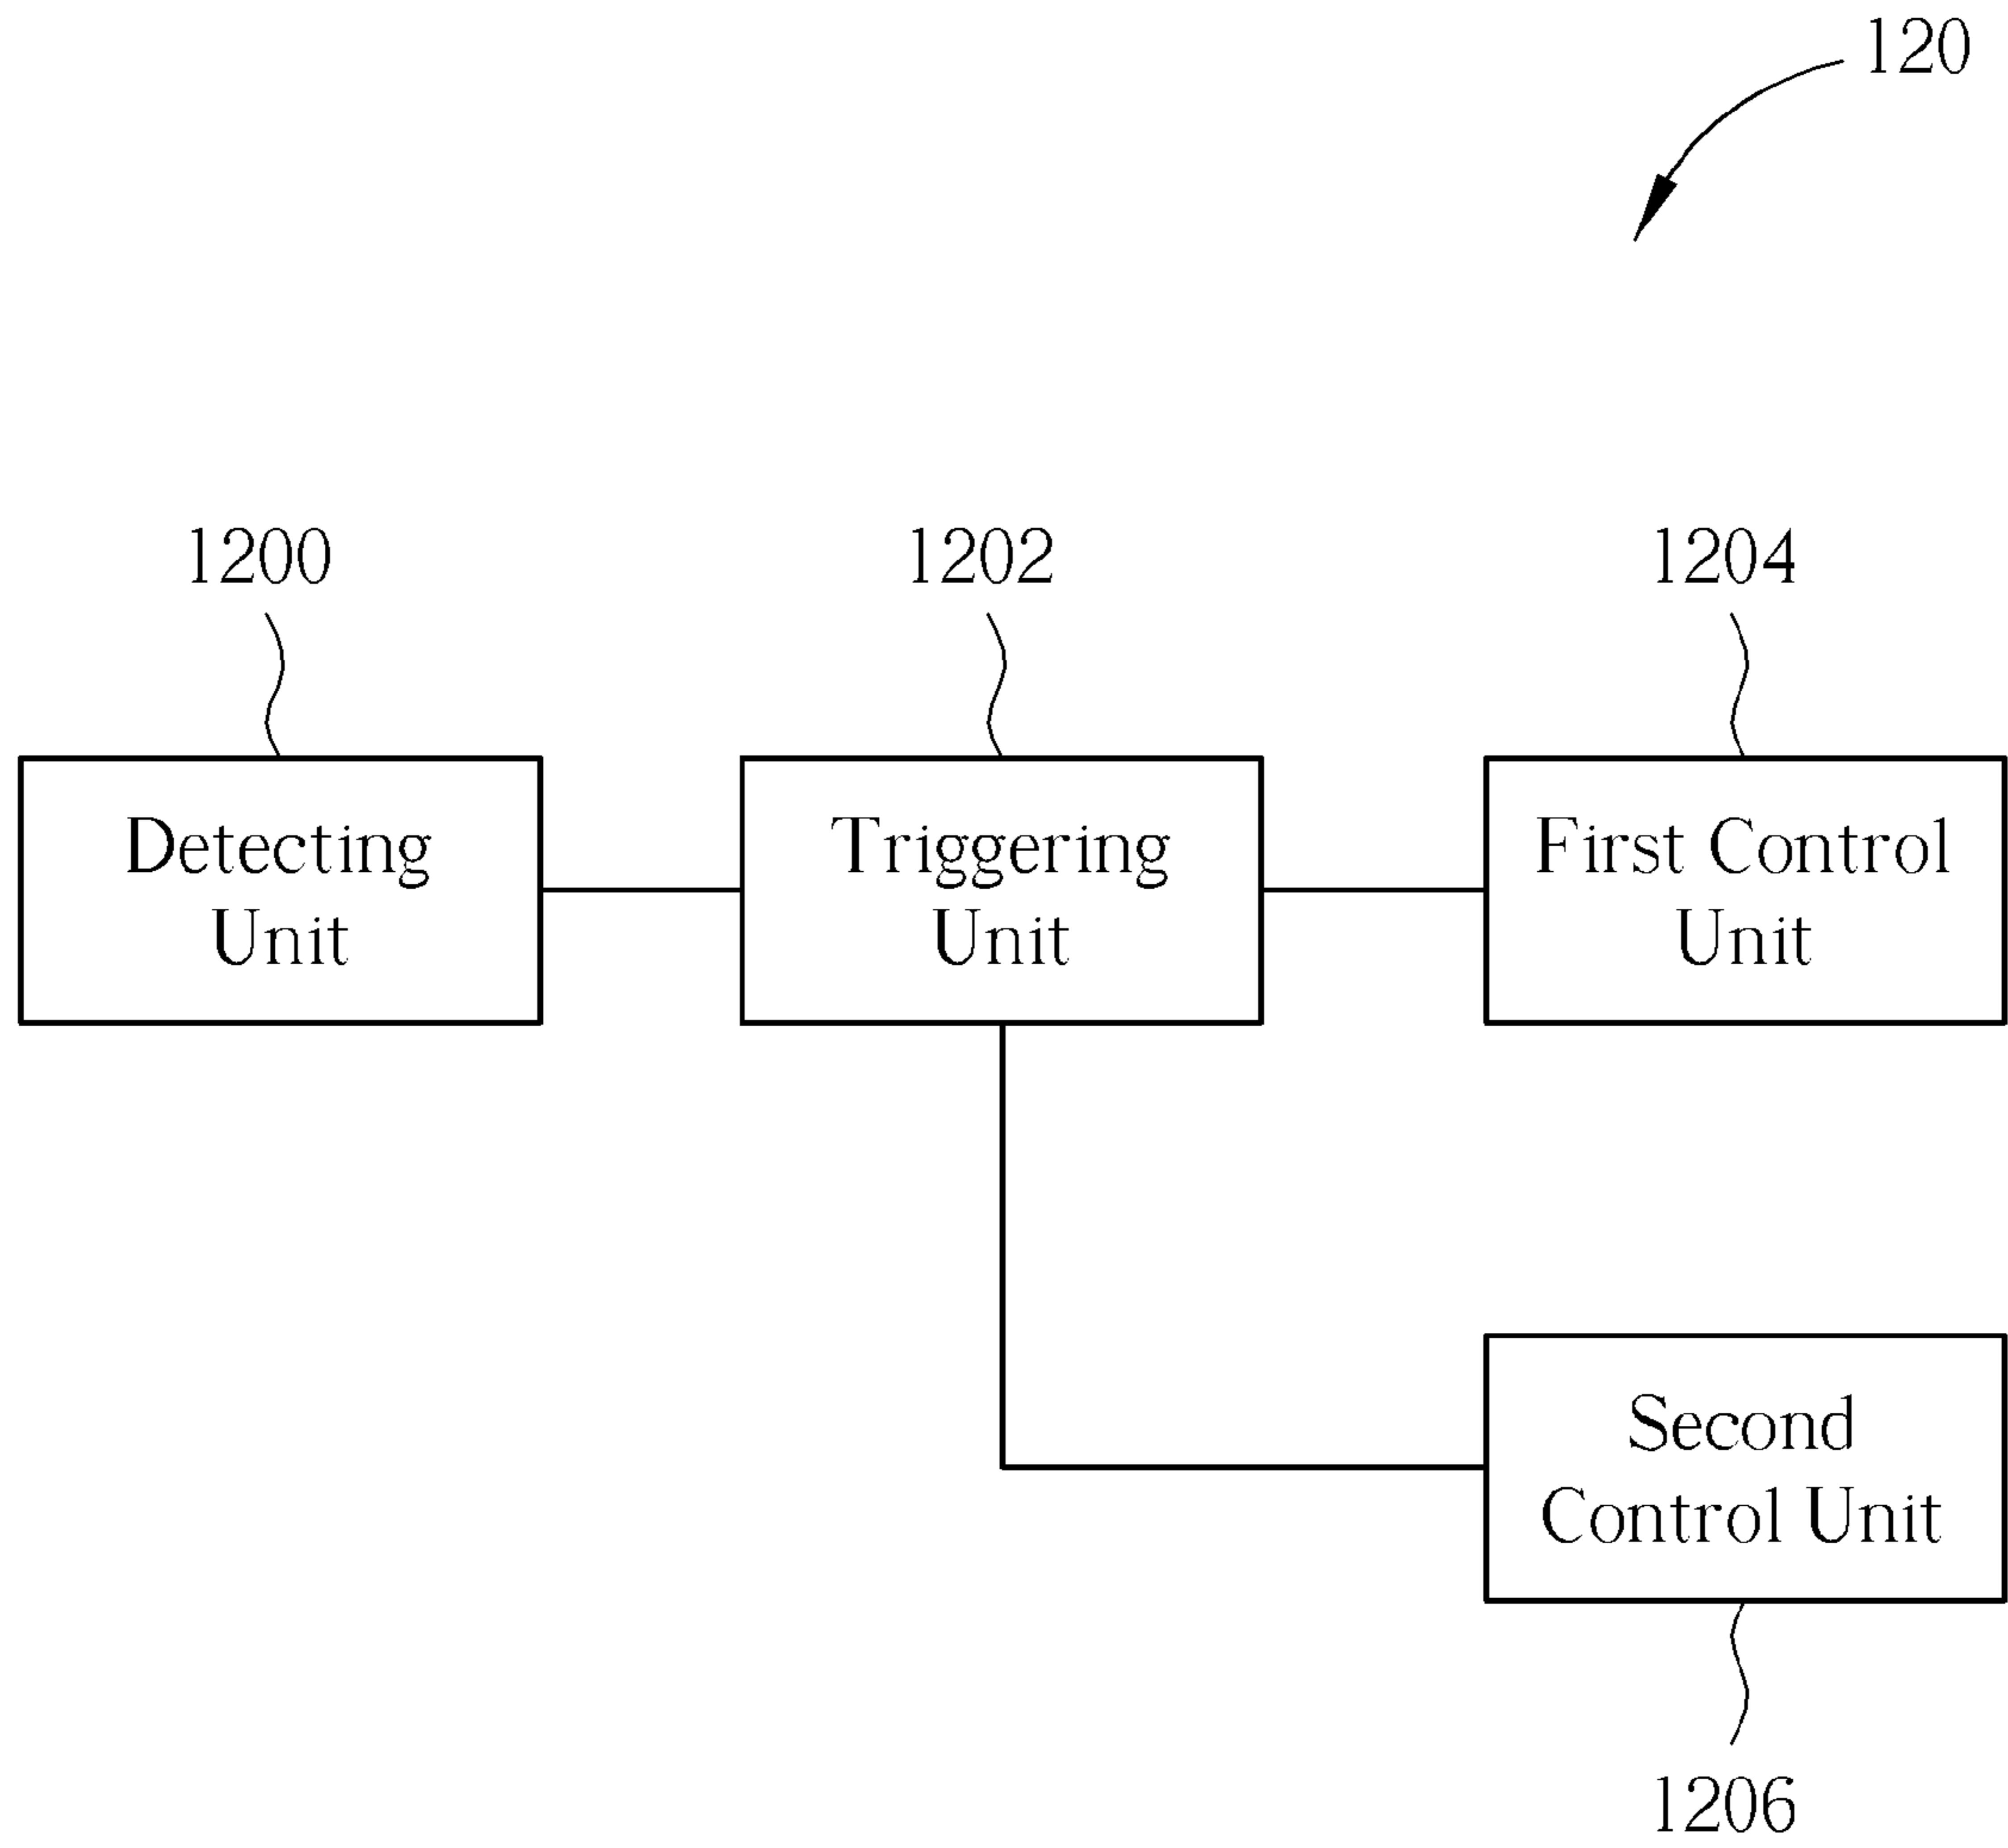 120
1200
1202
1204
Detecting
Unit
Triggering
Unit
First Control
Unit
Second
Control Unit
1206